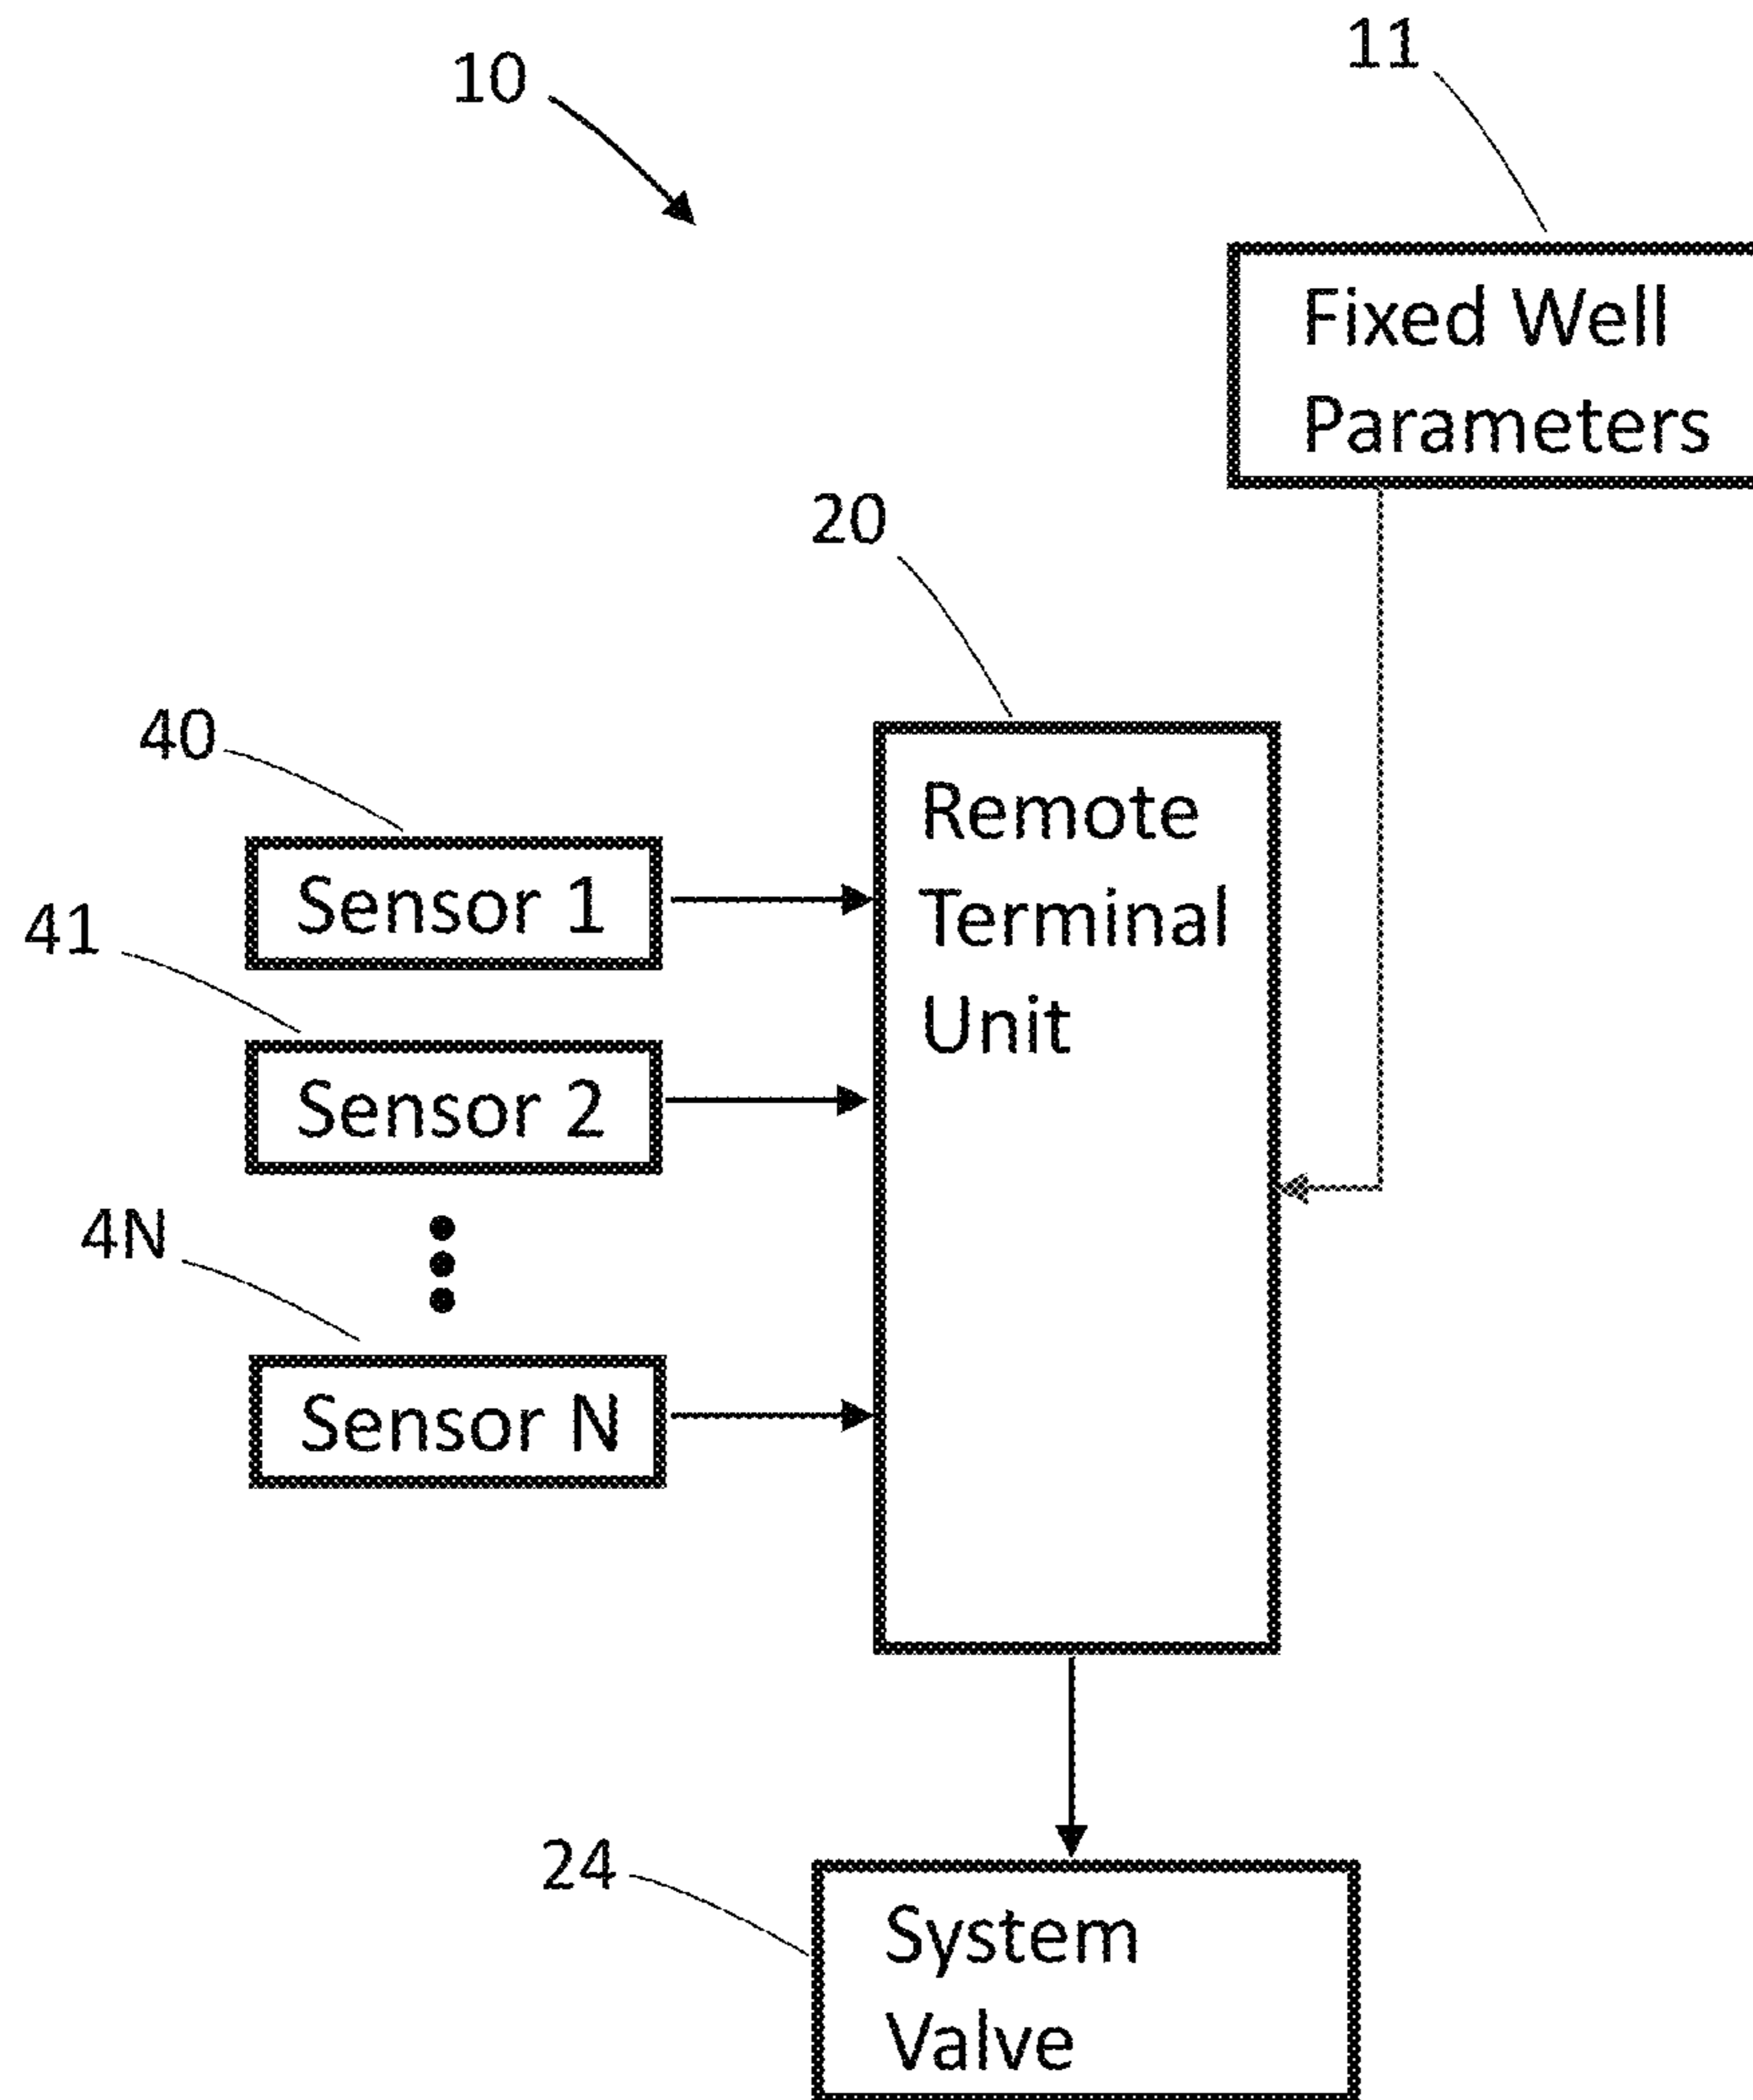 10
11
Fixed Well
Parameters
20
40
Remote
Terminal
Unit
Sensor 1
41
Sensor 2
4N
Sensor N
24
System
Valve